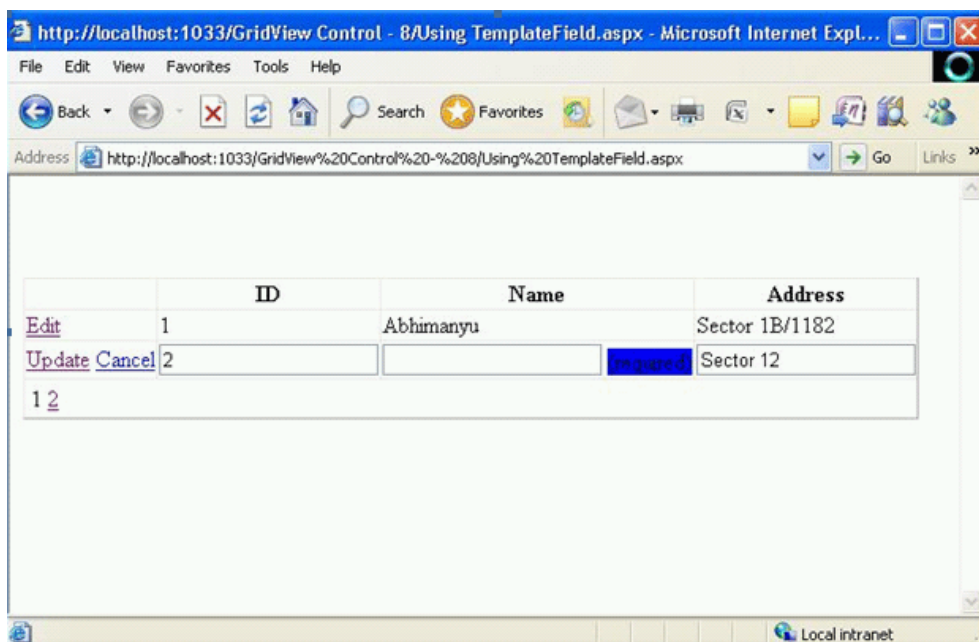 http://localhost:1033/GridView Control - 8/Using TemplateField.aspx - Microsoft Internet Expl...
File Edit View Favorites Tools Help
Back Search Favorites
Address http://localhost:1033/GridView%20Control%20-%208/Using%20TemplateField.aspx Go Links »
ID Name Address
Edit 1 Abhimanyu Sector 1B/1182
Update Cancel 2 Sector 12
1 2
Local intranet